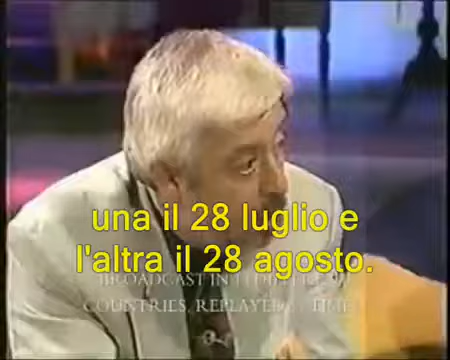 una il 28 luglio e
l'altra il 28 agosto.
BROADCAST IN
COUNTRIES, REPLAYED